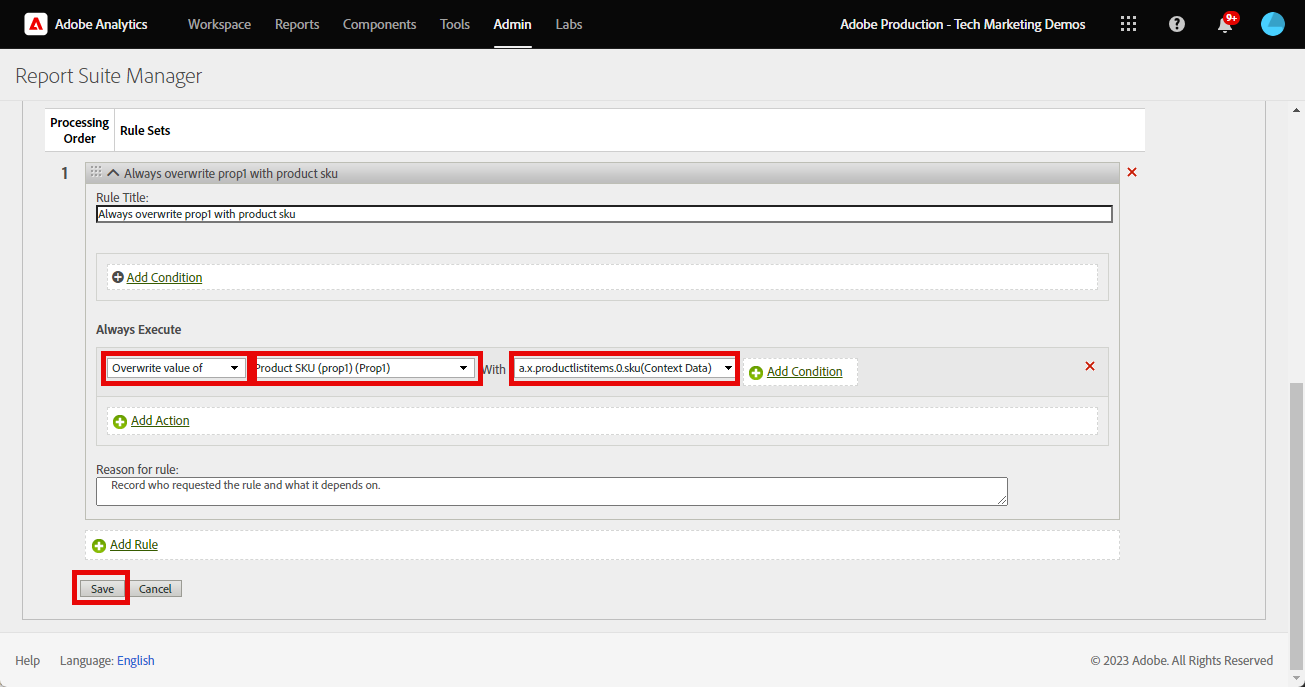 Adobe Analytics Workspace Reports Components Tools Admin Labs Adobe Production - Tech Marketing Demos ? 9+
Report Suite Manager
Processing Order Rule Sets
1 Always overwrite prop1 with product sku
Rule Title:
Always overwrite prop1 with product sku
Add Condition
Always Execute
Overwrite value of Product SKU (prop1) (Prop1) With a.x.productlistitems.0.sku(Context Data) Add Condition
Add Action
Reason for rule:
Record who requested the rule and what it depends on.
Add Rule
Save Cancel
Help Language: English © 2023 Adobe. All Rights Reserved